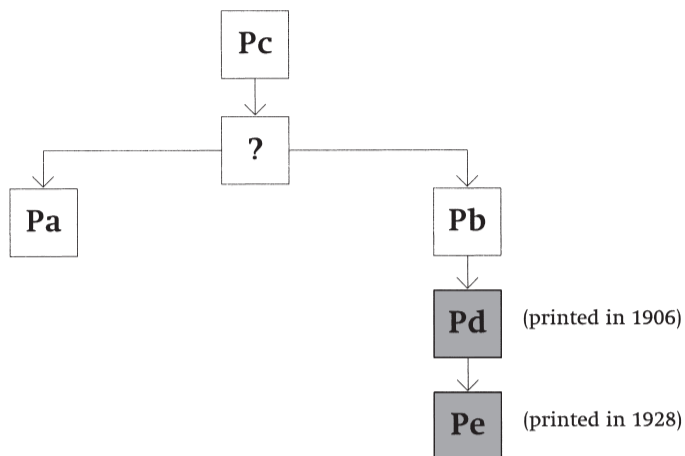 Pc
?
Pa
Pb
Pd (printed in 1906)
Pe (printed in 1928)